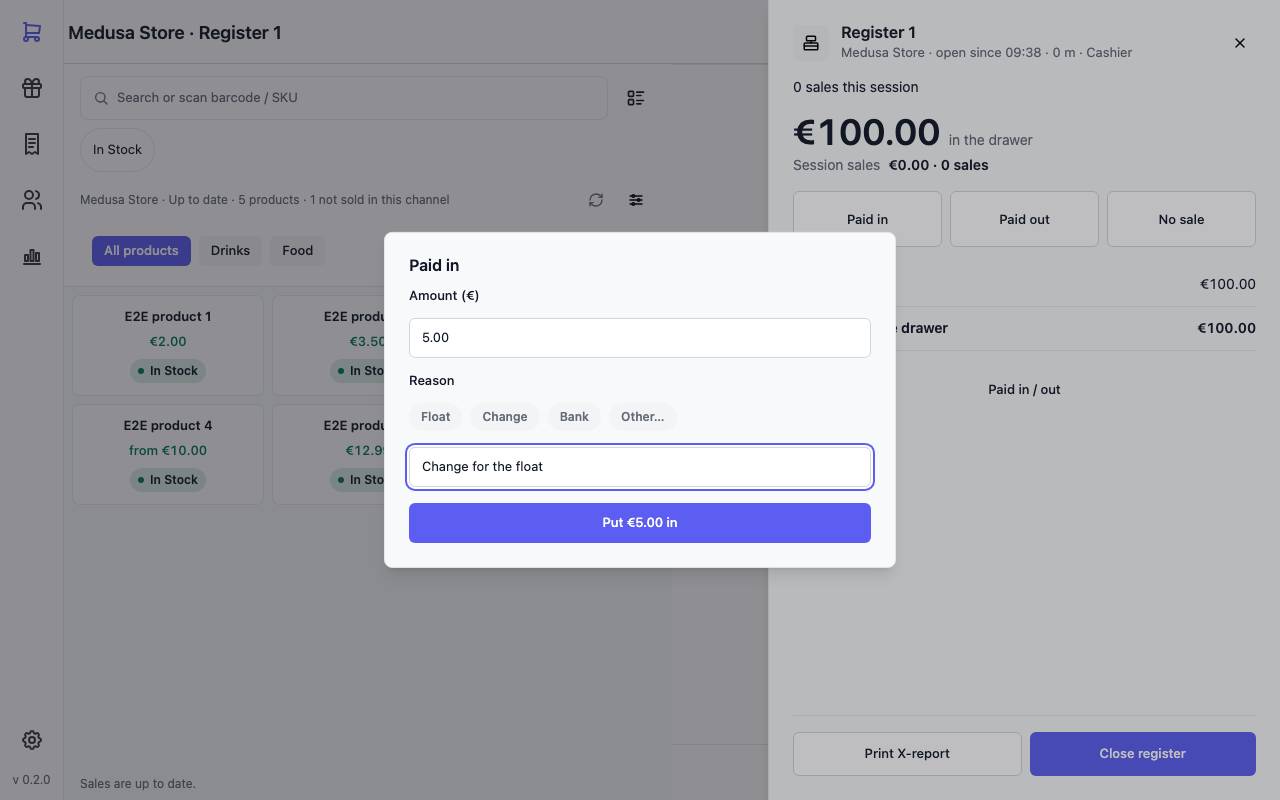 Medusa Store · Register 1
Search or scan barcode / SKU
In Stock
Medusa Store · Up to date · 5 products · 1 not sold in this channel
All products
Drinks
Food
E2E product 1
€2.00
In Stock
E2E produ
€3.50
In Sto
E2E product 4
from €10.00
In Stock
E2E produ
€12.99
In Sto
v 0.2.0
Sales are up to date.
Register 1
Medusa Store · open since 09:38 · 0 m · Cashier
0 sales this session
€100.00 in the drawer
Session sales €0.00 · 0 sales
Paid in
Paid out
No sale
€100.00
drawer
€100.00
Paid in / out
Print X-report
Close register
Paid in
Amount (€)
5.00
Reason
Float
Change
Bank
Other...
Change for the float
Put €5.00 in